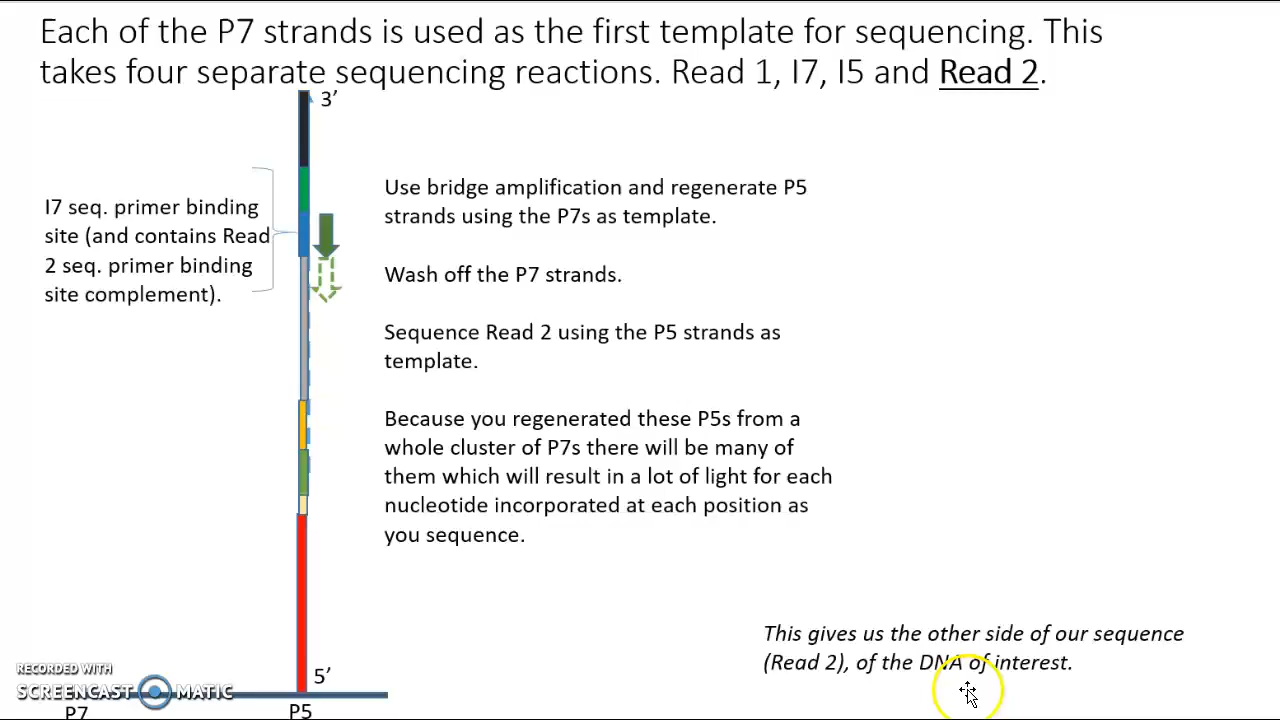 Each of the P7 strands is used as the first template for sequencing. This
takes four separate sequencing reactions. Read 1, I7, I5 and Read 2.
3’
I7 seq. primer binding
site (and contains Read
2 seq. primer binding
site complement).
Use bridge amplification and regenerate P5
strands using the P7s as template.
Wash off the P7 strands.
Sequence Read 2 using the P5 strands as
template.
Because you regenerated these P5s from a
whole cluster of P7s there will be many of
them which will result in a lot of light for each
nucleotide incorporated at each position as
you sequence.
This gives us the other side of our sequence
(Read 2), of the DNA of interest.
5’
RECORDED WITH
SCREENCAST MATIC
P7
P5